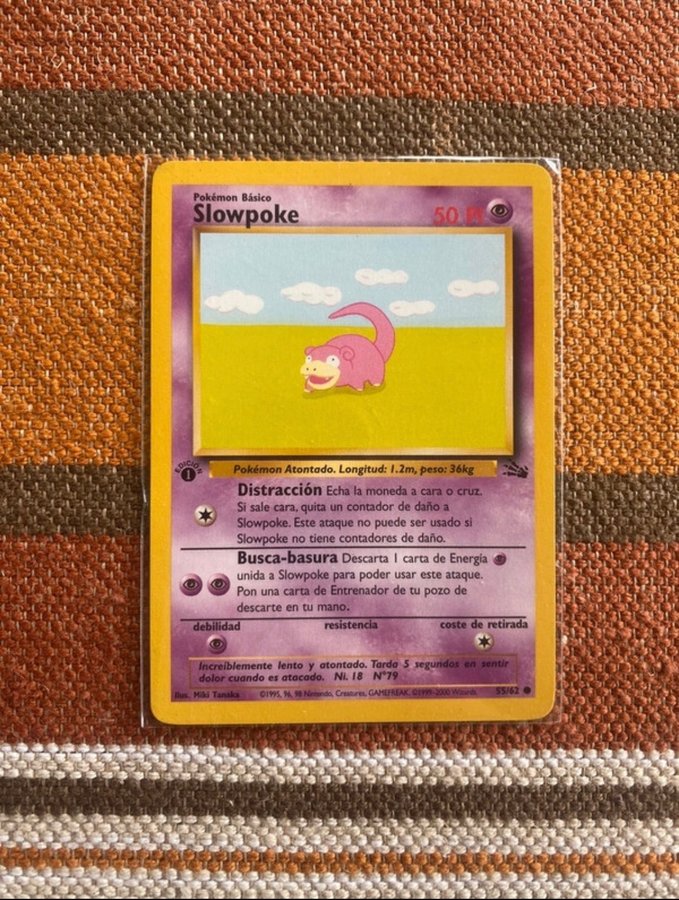 Pokémon Básico
Slowpoke
50 PS
Pokémon Atontado. Longitud: 1.2m, peso: 36kg
EDICIÓN
1
Distracción Echa la moneda a cara o cruz.
Si sale cara, quita un contador de daño a
Slowpoke. Este ataque no puede ser usado si
Slowpoke no tiene contadores de daño.
Busca-basura Descarta 1 carta de Energía
unida a Slowpoke para poder usar este ataque.
Pon una carta de Entrenador de tu pozo de
descarte en tu mano.
debilidad resistencia coste de retirada
Increíblemente lento y atontado. Tarda 5 segundos en sentir
dolor cuando es atacado. Ni. 18 N°79
Ilus. Miki Tanaka ©1995, 96, 98 Nintendo, Creatures, GAMEFREAK. ©1999-2000 Wizards. 55/62